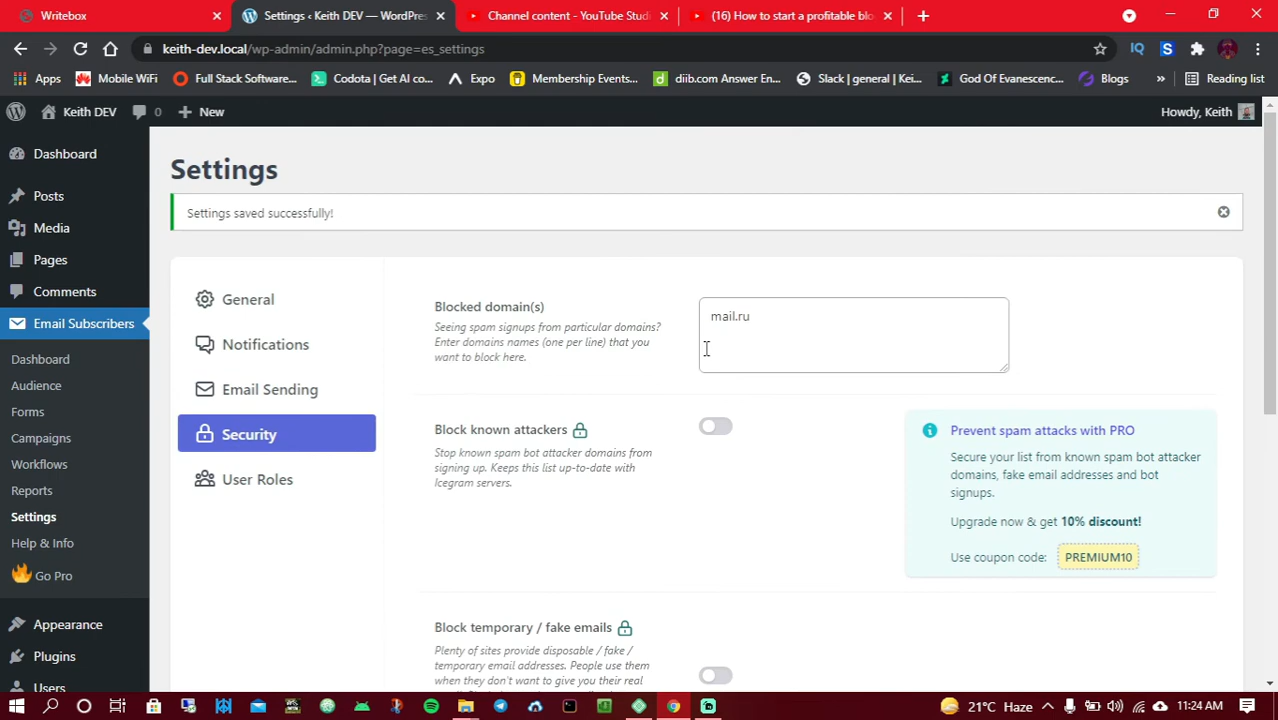 Writebox
Settings ‹ Keith DEV — WordPres
Channel content - YouTube Studi
(16) How to start a profitable blo
keith-dev.local/wp-admin/admin.php?page=es_settings
Apps
Mobile WiFi
Full Stack Software...
Codota | Get AI co...
Expo
Membership Events...
diib.com Answer En...
Slack | general | Kei...
God Of Evanescenc...
Blogs
»
Reading list
Keith DEV
0
New
Howdy, Keith
Dashboard
Posts
Media
Pages
Comments
Email Subscribers
Dashboard
Audience
Forms
Campaigns
Workflows
Reports
Settings
Help & Info
Go Pro
Appearance
Plugins
Users
Settings
Settings saved successfully!
General
Notifications
Email Sending
Security
User Roles
Blocked domain(s)
Seeing spam signups from particular domains?
Enter domains names (one per line) that you
want to block here.
mail.ru
Block known attackers
Stop known spam bot attacker domains from
signing up. Keeps this list up-to-date with
Icegram servers.
Prevent spam attacks with PRO
Secure your list from known spam bot attacker
domains, fake email addresses and bot
signups.
Upgrade now & get 10% discount!
Use coupon code: PREMIUM10
Block temporary / fake emails
Plenty of sites provide disposable / fake /
temporary email addresses. People use them
when they don't want to give you their real
21°C Haze
11:24 AM